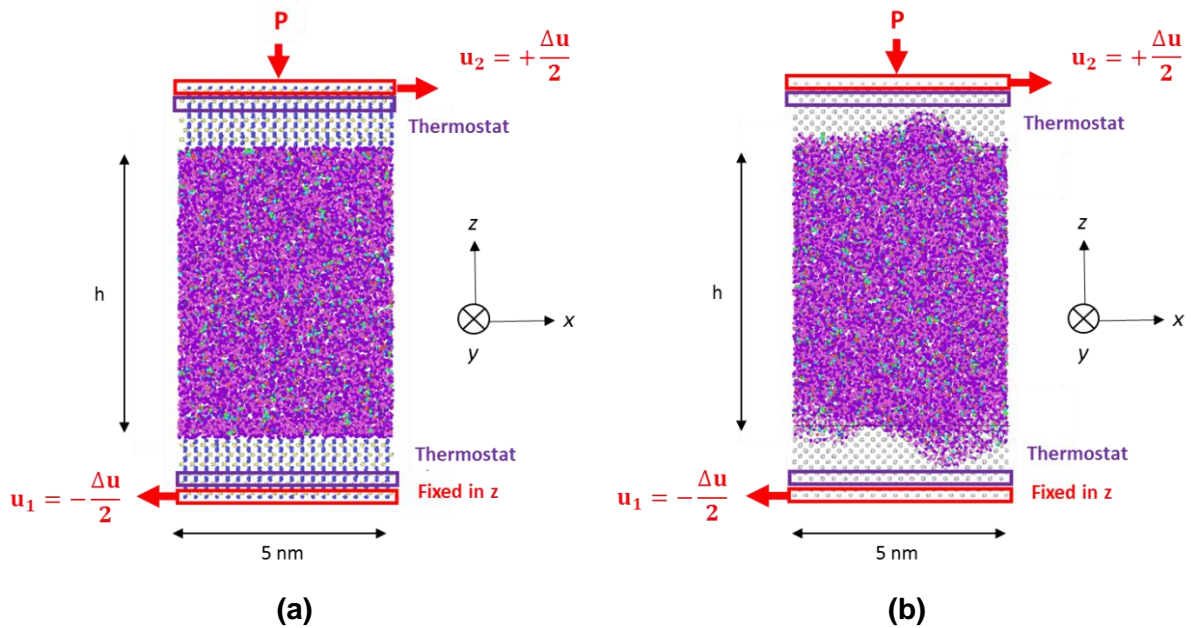 P
u₂ = +Δu/2
Thermostat
h
z
x
y
Thermostat
Fixed in z
u₁ = −Δu/2
5 nm
(a)
P
u₂ = +Δu/2
Thermostat
h
z
x
y
Thermostat
Fixed in z
u₁ = −Δu/2
5 nm
(b)